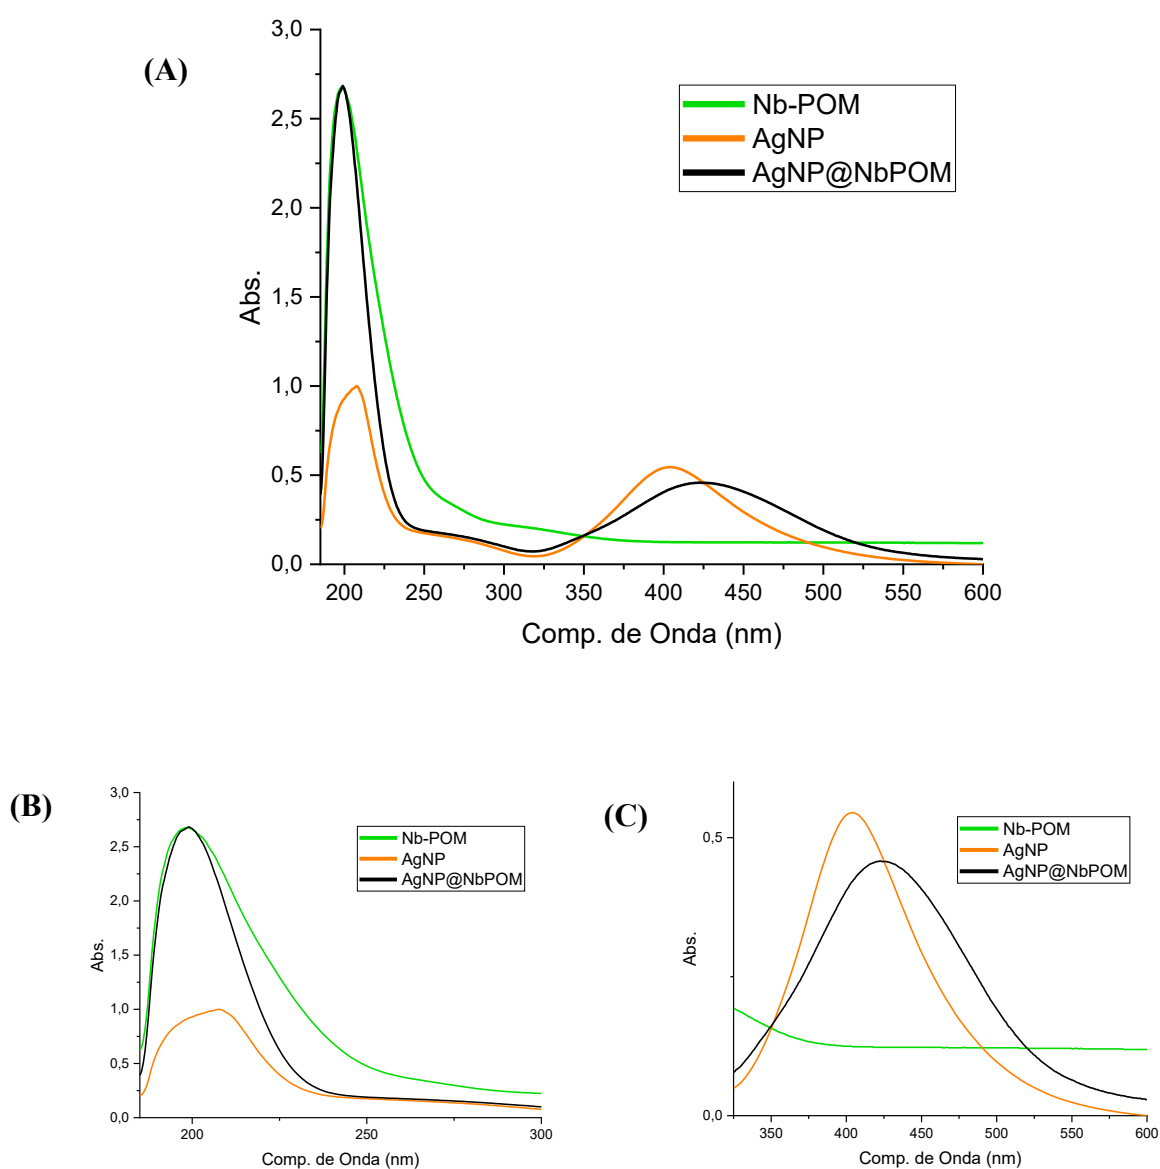 (A)
3,0
2,5
2,0
1,5
1,0
0,5
0,0
Abs.
Nb-POM
AgNP
AgNP@NbPOM
200 250 300 350 400 450 500 550 600
Comp. de Onda (nm)
(B)
3,0
2,5
2,0
1,5
1,0
0,5
0,0
Abs.
Nb-POM
AgNP
AgNP@NbPOM
200 250 300
Comp. de Onda (nm)
(C)
0,5
0,0
Abs.
Nb-POM
AgNP
AgNP@NbPOM
350 400 450 500 550 600
Comp. de Onda (nm)